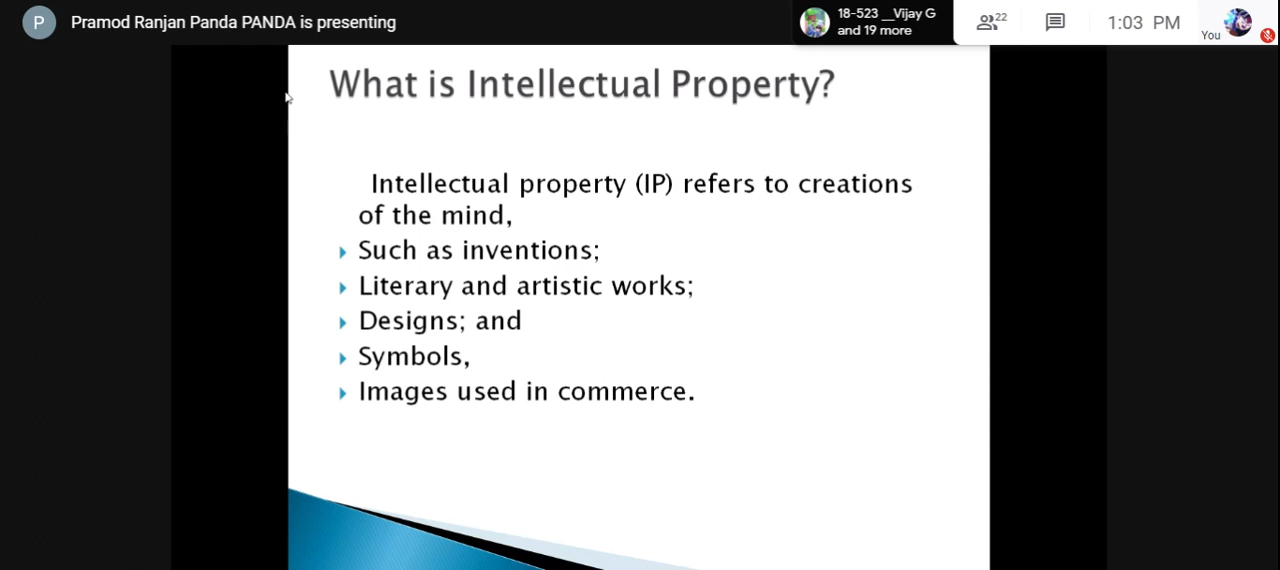 P
Pramod Ranjan Panda PANDA is presenting
18-523 __Vijay G
and 19 more
22
1:03 PM
You
What is Intellectual Property?
Intellectual property (IP) refers to creations
of the mind,
Such as inventions;
Literary and artistic works;
Designs; and
Symbols,
Images used in commerce.